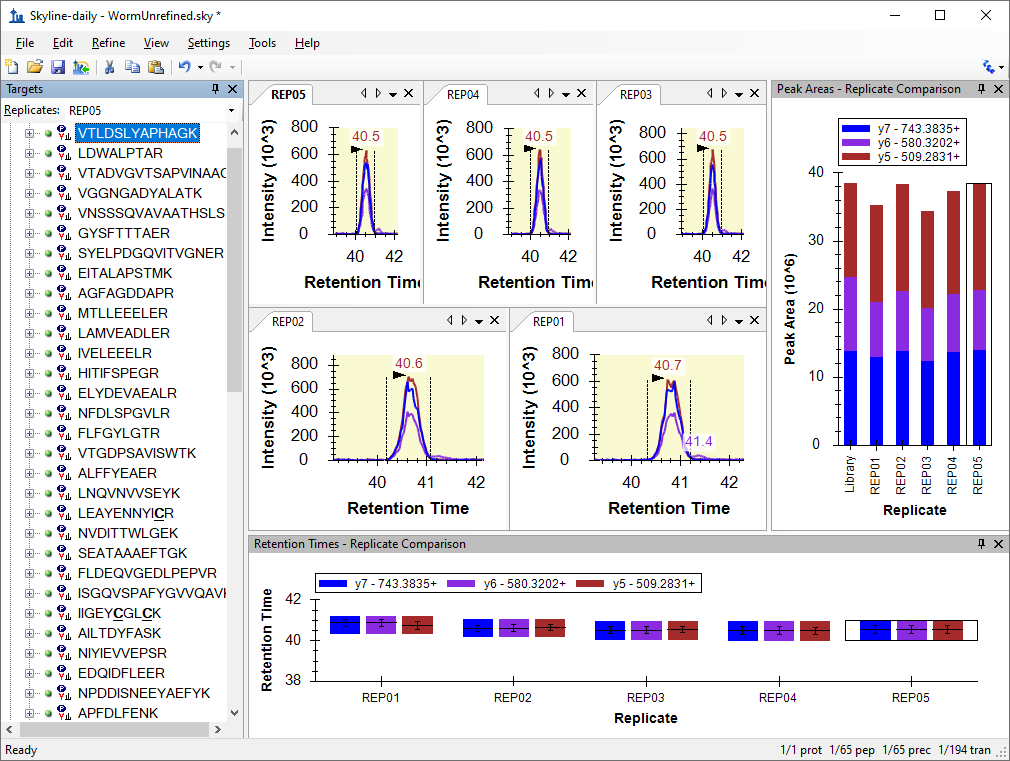 Skyline-daily - WormUnrefined.sky *
File Edit Refine View Settings Tools Help
Targets
Replicates: REP05
VTLDSLYAPHAGK
LDWALPTAR
VTADVGVTSAPVINAAC
VGGNGADYALATK
VNSSSQVAVAATHSLS
GYSFTTTAER
SYELPDGQVITVGNER
EITALAPSTMK
AGFAGDDAPR
MTLLEEELER
LAMVEADLER
IVELEEELR
HITIFSPEGR
ELYDEVAEALR
NFDLSPGVLR
FLFGYLGTR
VTGDPSAVISWTK
ALFFYEAER
LNQVNVVSEYK
LEAYENNYICR
NVDITTWLGEK
SEATAAAEFTGK
FLDEQVGEDLPEPVR
ISGQVSPAFYGVVQAVH
IIGEYCGLCK
AILTDYFASK
NIYIEVVEPSR
EDQIDFLEER
NPDDISNEEYAEFYK
APFDLFENK
REP05
Intensity (10^3)
800
600
400
200
0
40.5
40 42
Retention Tim
REP04
Intensity (10^3)
800
600
400
200
0
40.5
40 42
Retention Tim
REP03
Intensity (10^3)
800
600
400
200
0
40.5
40 42
Retention Tim
REP02
Intensity (10^3)
800
600
400
200
0
40.6
40 41 42
Retention Time
REP01
Intensity (10^3)
800
600
400
200
0
40.7
41.4
40 41 42
Retention Time
Peak Areas - Replicate Comparison
y7 - 743.3835+
y6 - 580.3202+
y5 - 509.2831+
Peak Area (10^6)
40
30
20
10
0
Library REP01 REP02 REP03 REP04 REP05
Replicate
Retention Times - Replicate Comparison
y7 - 743.3835+ y6 - 580.3202+ y5 - 509.2831+
Retention Time
42
40
38
REP01 REP02 REP03 REP04 REP05
Replicate
Ready
1/1 prot 1/65 pep 1/65 prec 1/194 tran